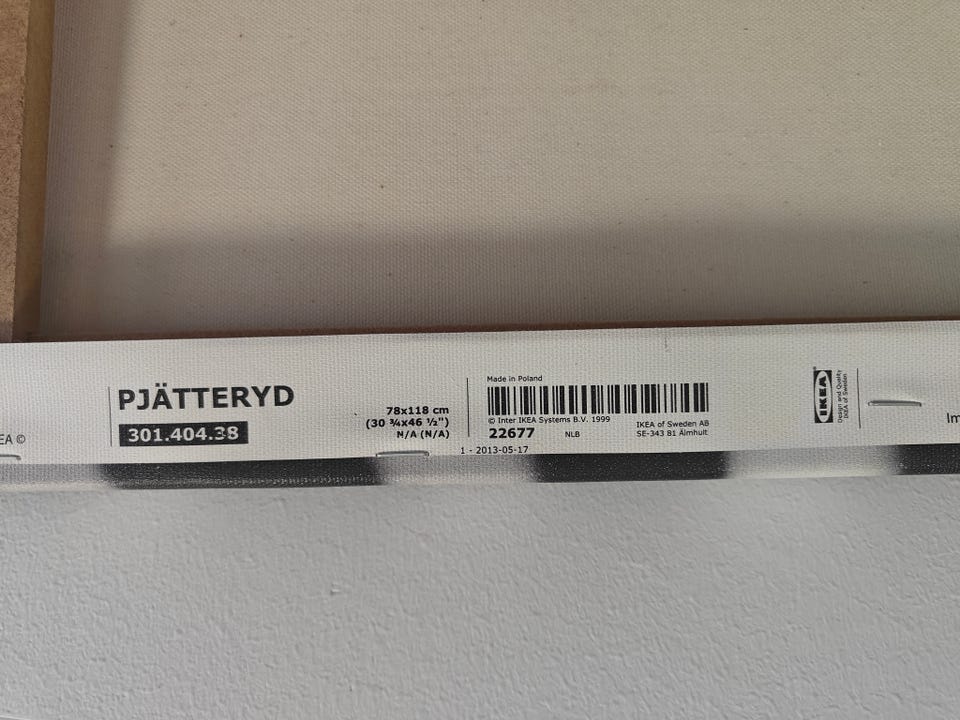 EA ©
PJÄTTERYD
301.404.38
78x118 cm
(30 ¾x46 ½")
N/A (N/A)
Made in Poland
© Inter IKEA Systems B.V. 1999
22677 NLB
IKEA of Sweden AB
SE-343 81 Älmhult
1 - 2013-05-17
IKEA
Design and Quality
IKEA of Sweden
Im